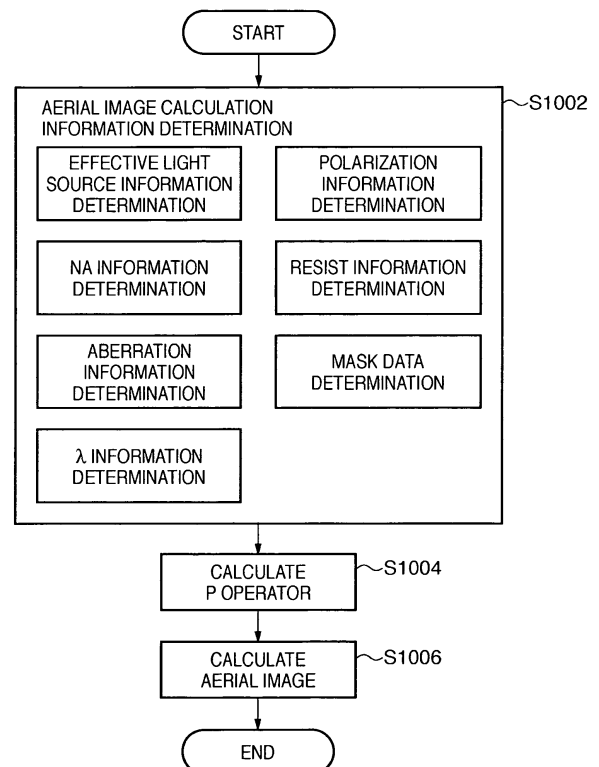 START
S1002
AERIAL IMAGE CALCULATION
INFORMATION DETERMINATION
EFFECTIVE LIGHT
SOURCE INFORMATION
DETERMINATION
POLARIZATION
INFORMATION
DETERMINATION
NA INFORMATION
DETERMINATION
RESIST INFORMATION
DETERMINATION
ABERRATION
INFORMATION
DETERMINATION
MASK DATA
DETERMINATION
λ INFORMATION
DETERMINATION
CALCULATE
P OPERATOR
S1004
CALCULATE
AERIAL IMAGE
S1006
END